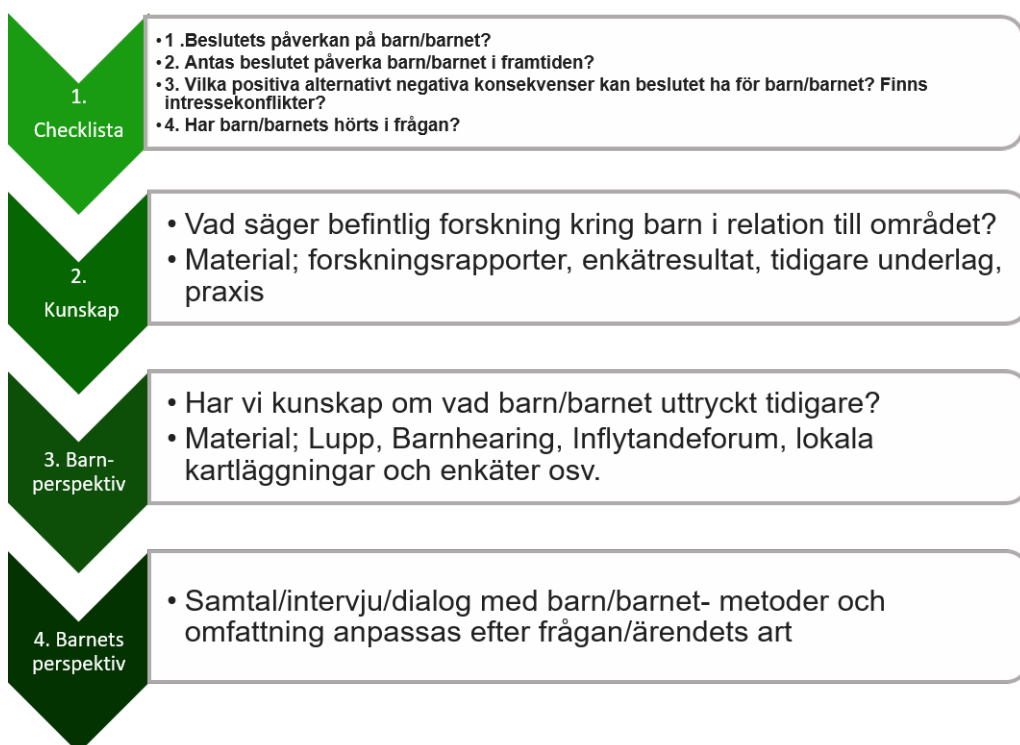 1.
Checklista
•1 .Beslutets påverkan på barn/barnet?
•2. Antas beslutet påverka barn/barnet i framtiden?
•3. Vilka positiva alternativt negativa konsekvenser kan beslutet ha för barn/barnet? Finns
intressekonflikter?
•4. Har barn/barnets hörts i frågan?
2.
Kunskap
• Vad säger befintlig forskning kring barn i relation till området?
• Material; forskningsrapporter, enkätresultat, tidigare underlag,
praxis
3. Barn-
perspektiv
• Har vi kunskap om vad barn/barnet uttryckt tidigare?
• Material; Lupp, Barnhearing, Inflytandeforum, lokala
kartläggningar och enkäter osv.
4. Barnets
perspektiv
• Samtal/intervju/dialog med barn/barnet- metoder och
omfattning anpassas efter frågan/ärendets art